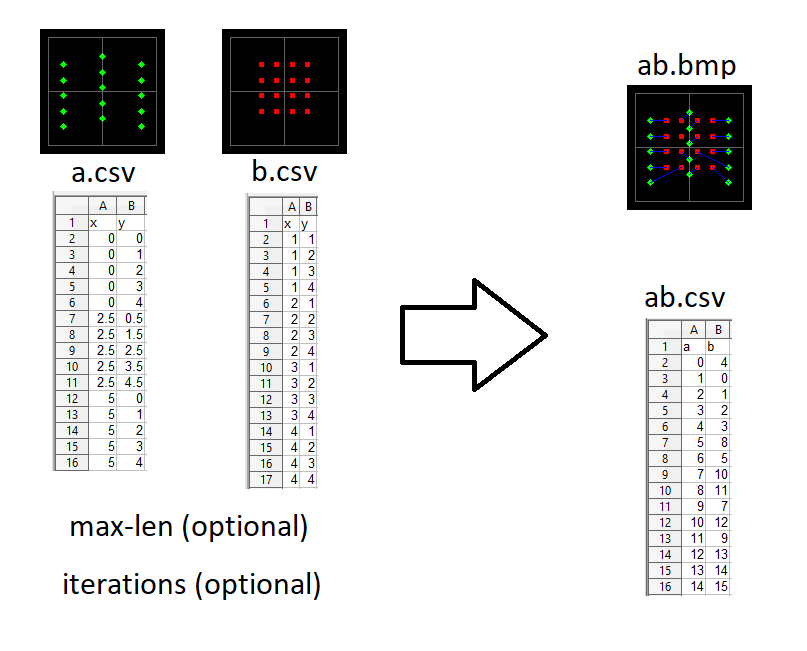 a.csv
A B
1 x y
2 0 0
3 0 1
4 0 2
5 0 3
6 0 4
7 2.5 0.5
8 2.5 1.5
9 2.5 2.5
10 2.5 3.5
11 2.5 4.5
12 5 0
13 5 1
14 5 2
15 5 3
16 5 4
b.csv
A B
1 x y
2 1 1
3 1 2
4 1 3
5 1 4
6 2 1
7 2 2
8 2 3
9 2 4
10 3 1
11 3 2
12 3 3
13 3 4
14 4 1
15 4 2
16 4 3
17 4 4
max-len (optional)
iterations (optional)
ab.bmp
ab.csv
A B
1 a b
2 0 4
3 1 0
4 2 1
5 3 2
6 4 3
7 5 8
8 6 5
9 7 10
10 8 11
11 9 7
12 10 12
13 11 9
14 12 13
15 13 14
16 14 15